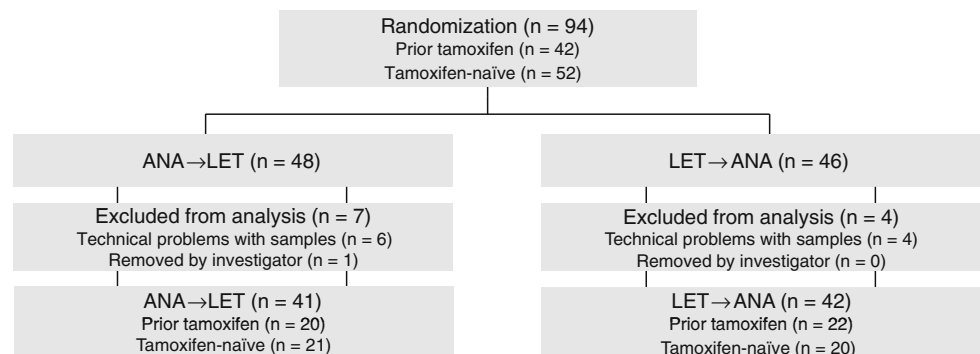 Randomization (n = 94)
Prior tamoxifen (n = 42)
Tamoxifen-naïve (n = 52)
ANA→LET (n = 48)
LET→ANA (n = 46)
Excluded from analysis (n = 7)
Technical problems with samples (n = 6)
Removed by investigator (n = 1)
Excluded from analysis (n = 4)
Technical problems with samples (n = 4)
Removed by investigator (n = 0)
ANA→LET (n = 41)
Prior tamoxifen (n = 20)
Tamoxifen-naïve (n = 21)
LET→ANA (n = 42)
Prior tamoxifen (n = 22)
Tamoxifen-naïve (n = 20)